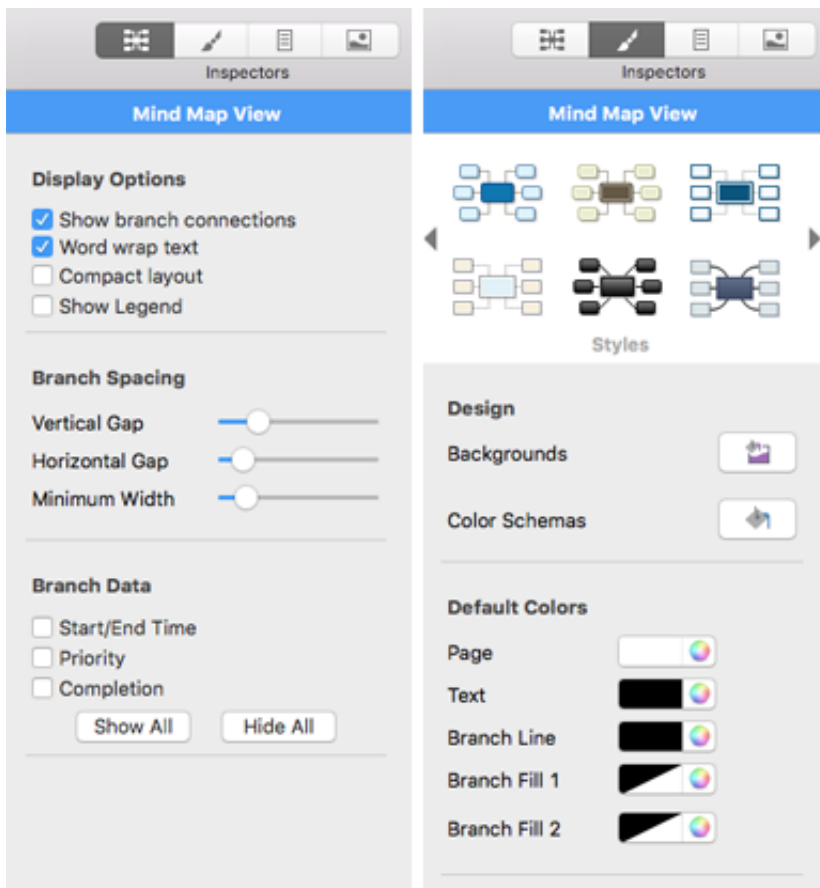 Inspectors
Mind Map View
Display Options
Show branch connections
Word wrap text
Compact layout
Show Legend
Branch Spacing
Vertical Gap
Horizontal Gap
Minimum Width
Branch Data
Start/End Time
Priority
Completion
Show All Hide All
Inspectors
Mind Map View
Styles
Design
Backgrounds
Color Schemas
Default Colors
Page
Text
Branch Line
Branch Fill 1
Branch Fill 2